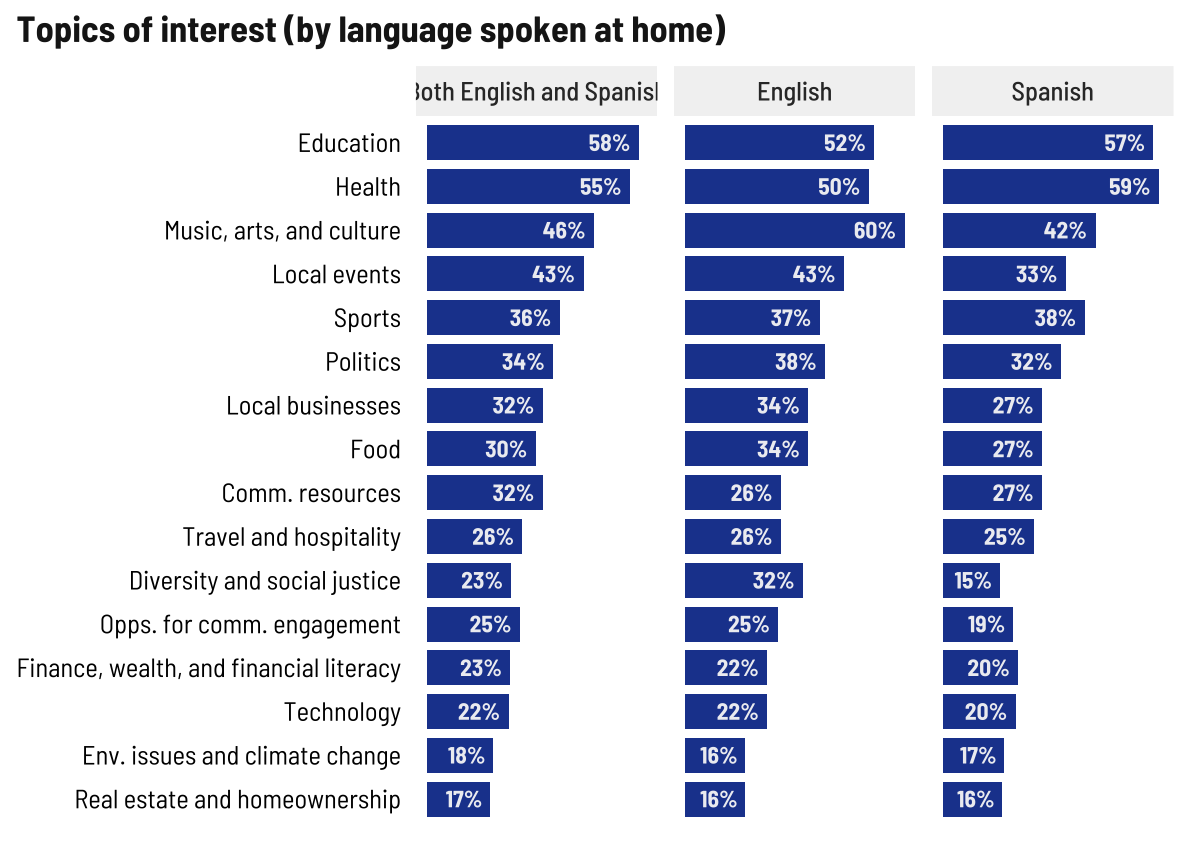 Topics of interest (by language spoken at home)
Both English and Spanish English Spanish
Education 58% 52% 57%
Health 55% 50% 59%
Music, arts, and culture 46% 60% 42%
Local events 43% 43% 33%
Sports 36% 37% 38%
Politics 34% 38% 32%
Local businesses 32% 34% 27%
Food 30% 34% 27%
Comm. resources 32% 26% 27%
Travel and hospitality 26% 26% 25%
Diversity and social justice 23% 32% 15%
Opps. for comm. engagement 25% 25% 19%
Finance, wealth, and financial literacy 23% 22% 20%
Technology 22% 22% 20%
Env. issues and climate change 18% 16% 17%
Real estate and homeownership 17% 16% 16%